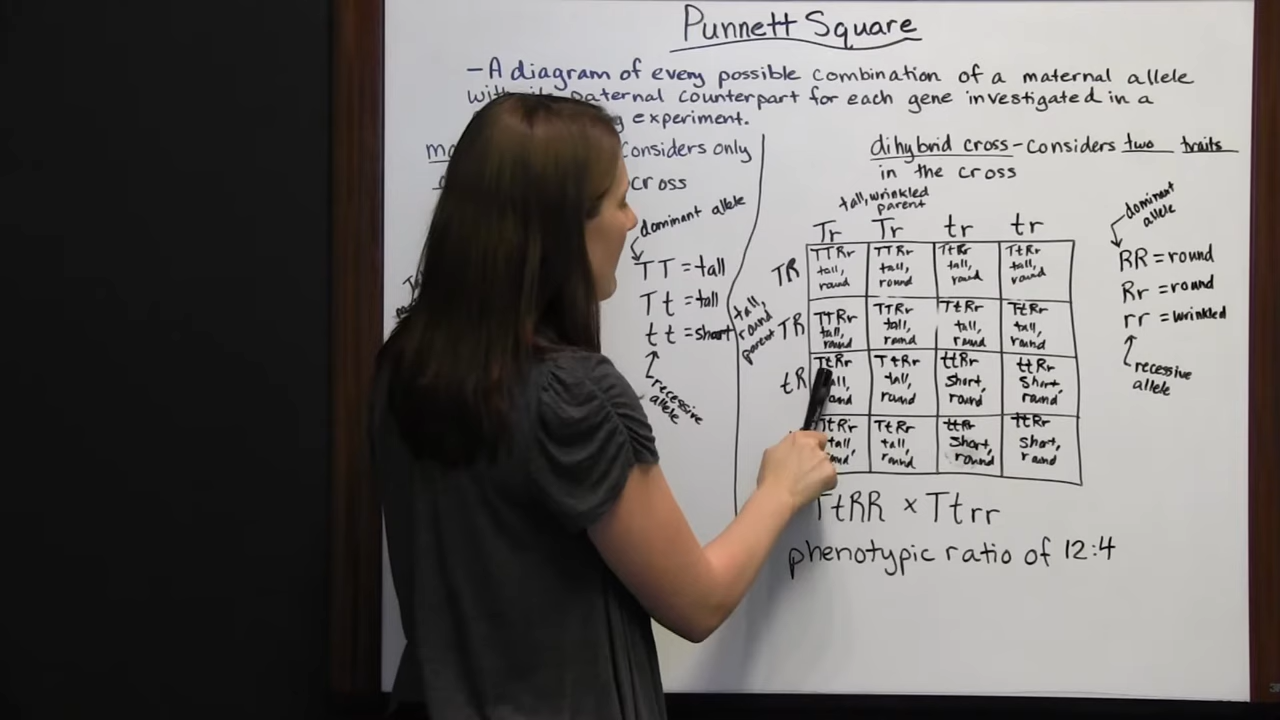 Punnett Square
- A diagram of every possible combination of a maternal allele
paternal counterpart for each gene investigated in a
experiment.
considers only
cross
dominant allele
TT = tall
Tt = tall
tt = short
recessive
allele
dihybrid cross - considers two traits
in the cross
tall, wrinkled
parent
Tr Tr tr tr
tall,
round
parent
TR
TR
tR
TTRr TTRr TtRr TtRr
tall, tall, tall, tall,
round round round round
TTRr TTRr TtRr TtRr
tall, tall, tall, tall,
round round round round
TtRr TtRr ttRr ttRr
tall, short, short,
round round round
TtRr TtRr ttRr ttRr
tall tall, short, short,
round round round
dominant
allele
RR = round
Rr = round
rr = wrinkled
recessive
allele
TtRR × Ttrr
phenotypic ratio of 12:4